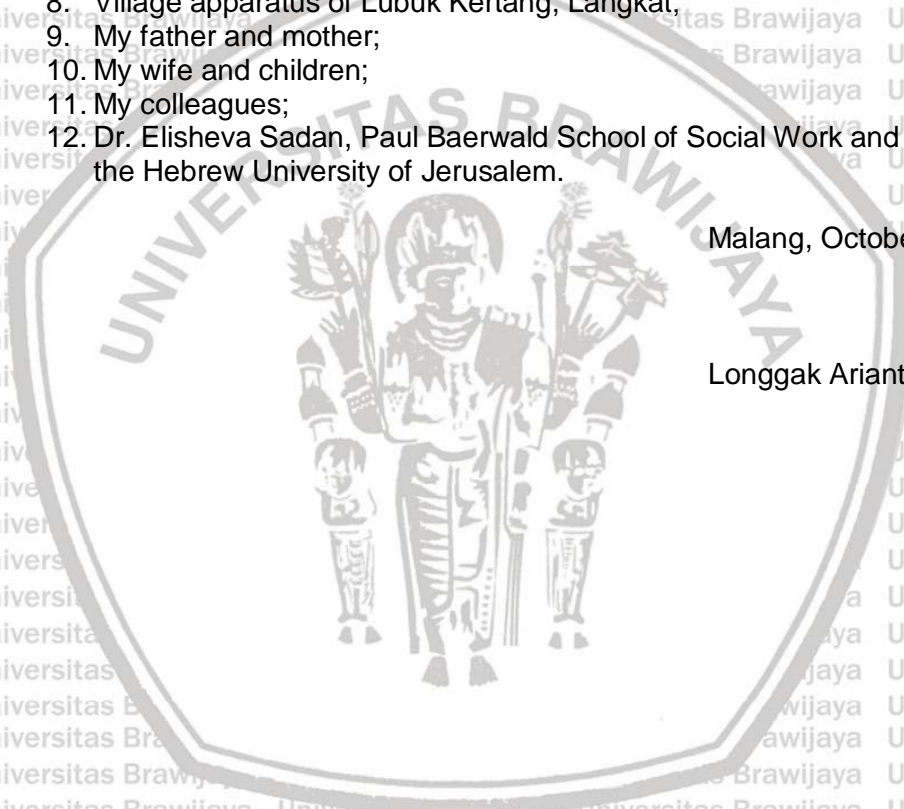 8. Village apparatus of Lubuk Kertang, Langkat;
9. My father and mother;
10. My wife and children;
11. My colleagues;
12. Dr. Elisheva Sadan, Paul Baerwald School of Social Work and
the Hebrew University of Jerusalem.
Malang, Octobe
Longgak Ariant
UNIVERSITAS BRAWIJAYA